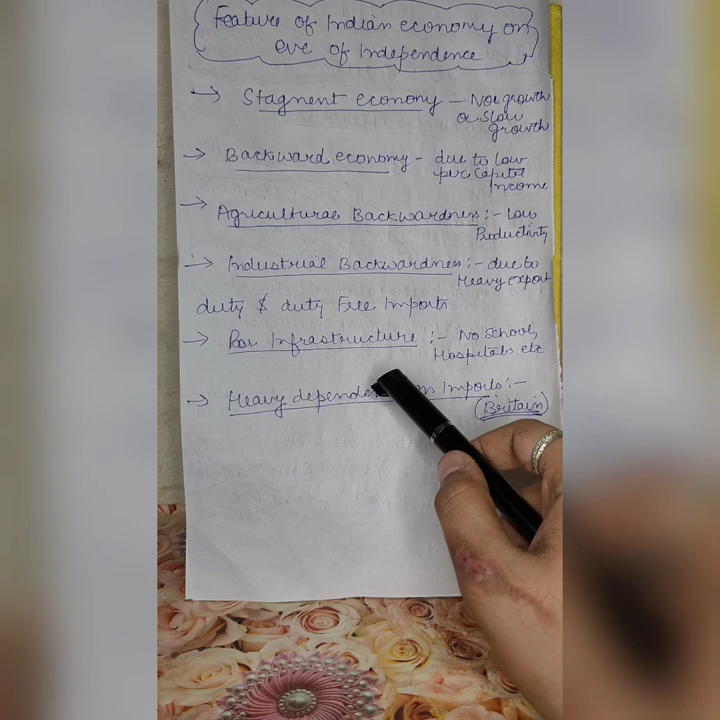 Feature of Indian economy on
eve of Independence
→ Stagnent economy – No growth
or slow
growth
→ Backward economy – due to low
per Capital
Income
→ Agricultural Backwardness :- Low
Productivity
→ Industrial Backwardness :- due to
Heavy export
duty $ duty Free Imports
→ Poor Infrastructure :- No School,
Hospitals etc
→ Heavy on Imports :-
(Britain)